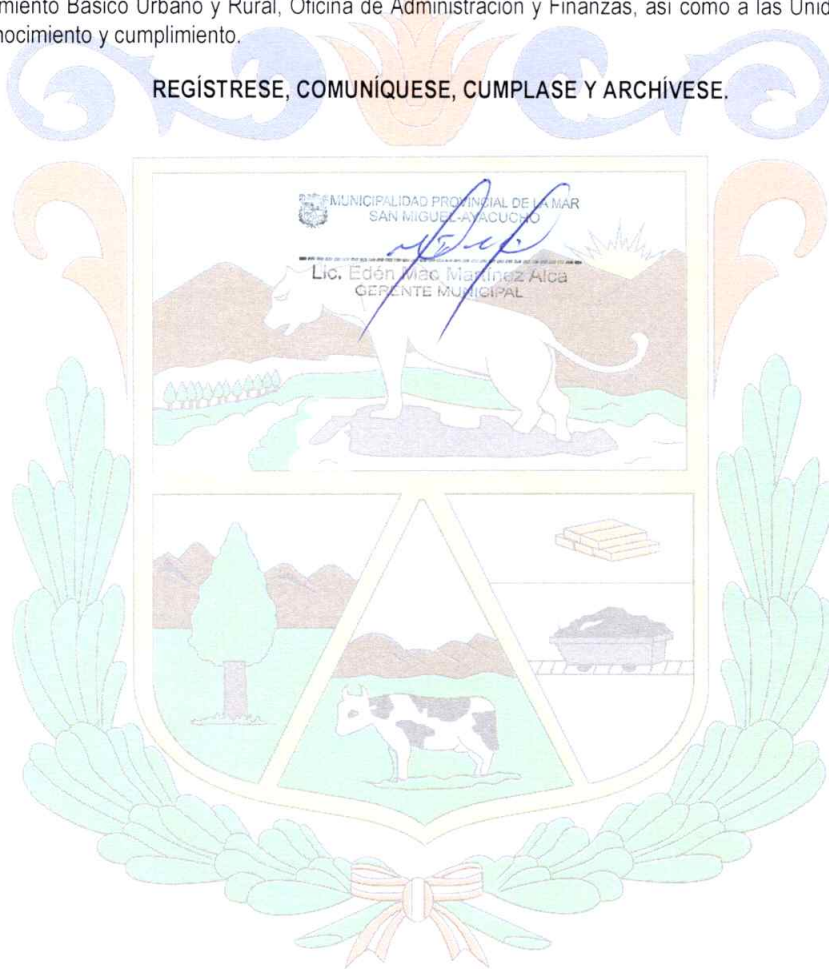 miento Básico Urbano y Rural, Oficina de Administración y Finanzas, así como a las Unid
nocimiento y cumplimiento.
REGÍSTRESE, COMUNÍQUESE, CUMPLASE Y ARCHÍVESE.
MUNICIPALIDAD PROVINCIAL DE LA MAR
SAN MIGUEL-AYACUCHO
Lic. Edén Mac Martínez Alca
GERENTE MUNICIPAL